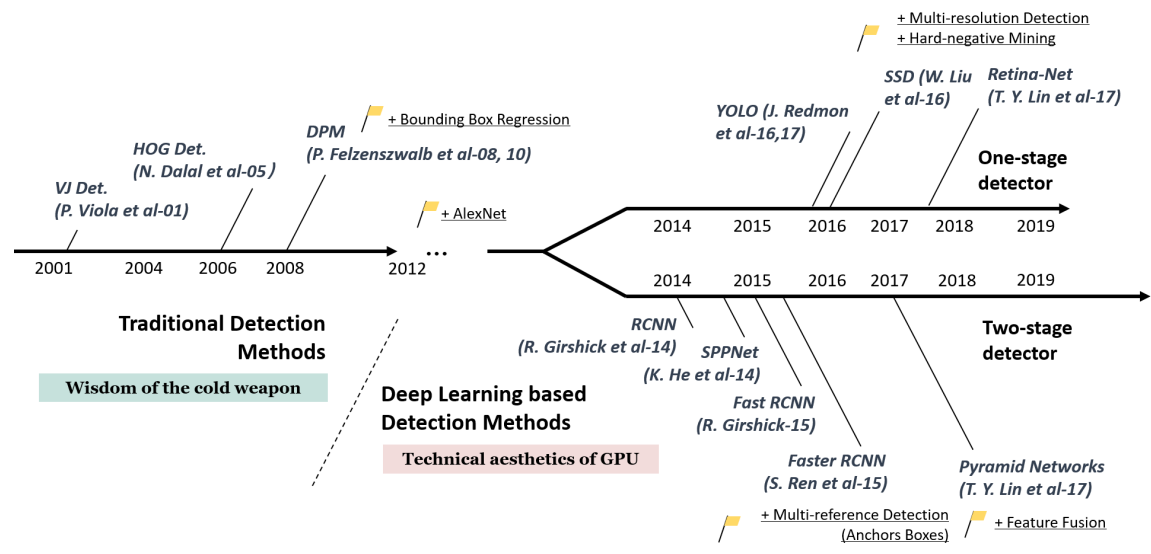 + Multi-resolution Detection
+ Hard-negative Mining
SSD (W. Liu
et al-16)
Retina-Net
(T. Y. Lin et al-17)
YOLO (J. Redmon
et al-16,17)
+ Bounding Box Regression
DPM
(P. Felzenszwalb et al-08, 10)
HOG Det.
(N. Dalal et al-05)
VJ Det.
(P. Viola et al-01)
+ AlexNet
One-stage
detector
2014 2015 2016 2017 2018 2019
2001 2004 2006 2008 2012 ...
2014 2015 2016 2017 2018 2019
Traditional Detection
Methods
Wisdom of the cold weapon
RCNN
(R. Girshick et al-14)
SPPNet
(K. He et al-14)
Two-stage
detector
Deep Learning based
Detection Methods
Technical aesthetics of GPU
Fast RCNN
(R. Girshick-15)
Faster RCNN
(S. Ren et al-15)
Pyramid Networks
(T. Y. Lin et al-17)
+ Multi-reference Detection
(Anchors Boxes)
+ Feature Fusion